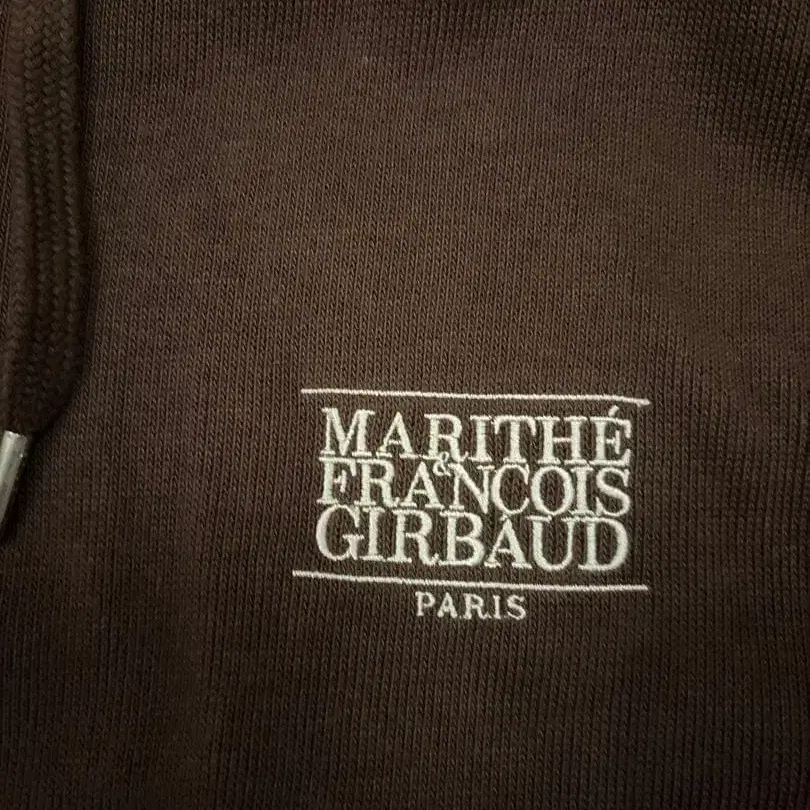 MARITHÉ
&
FRANCOIS
GIRBAUD
PARIS